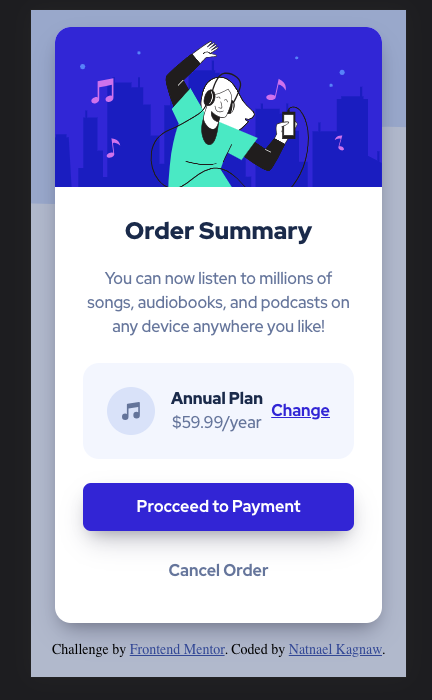 Order Summary
You can now listen to millions of
songs, audiobooks, and podcasts on
any device anywhere you like!
Annual Plan
$59.99/year
Change
Procceed to Payment
Cancel Order
Challenge by Frontend Mentor. Coded by Natnael Kagnaw.